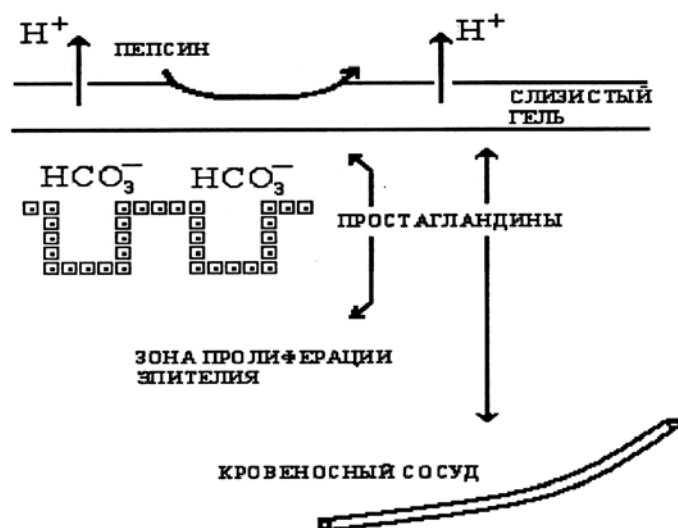 H⁺
H⁺
ПЕПСИН
СЛИЗИСТЫЙ
ГЕЛЬ
HCO₃⁻
HCO₃⁻
ПРОСТАГЛАНДИНЫ
ЗОНА ПРОЛИФЕРАЦИИ
ЭПИТЕЛИЯ
КРОВЕНОСНЫЙ СОСУД